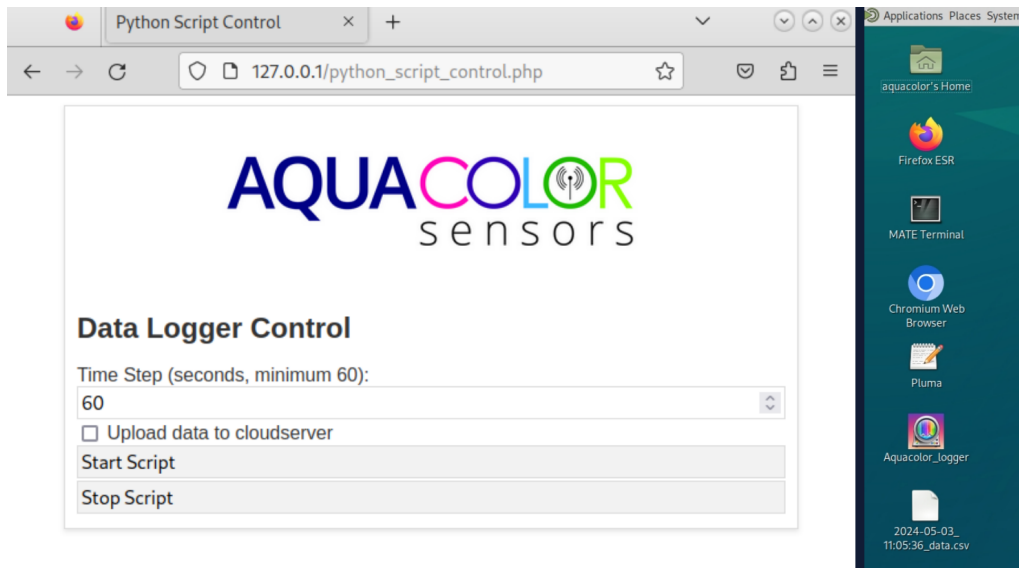 Python Script Control
127.0.0.1/python_script_control.php
AQUACOLOR
sensors
Data Logger Control
Time Step (seconds, minimum 60):
60
Upload data to cloudserver
Start Script
Stop Script
Applications Places System
aquacolor's Home
Firefox ESR
MATE Terminal
Chromium Web
Browser
Pluma
Aquacolor_logger
2024-05-03_
11:05:36_data.csv